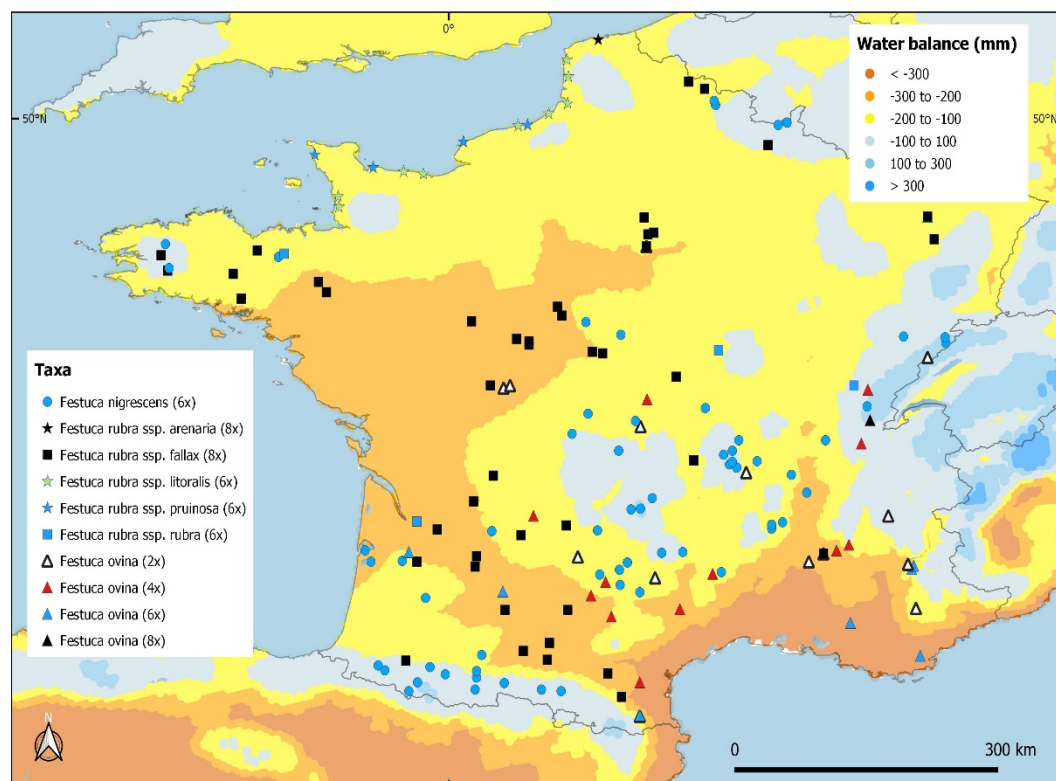 0°
50°N
50°N
Water balance (mm)
< -300
-300 to -200
-200 to -100
-100 to 100
100 to 300
> 300
Taxa
Festuca nigrescens (6x)
Festuca rubra ssp. arenaria (8x)
Festuca rubra ssp. fallax (8x)
Festuca rubra ssp. litoralis (6x)
Festuca rubra ssp. pruinosa (6x)
Festuca rubra ssp. rubra (6x)
Festuca ovina (2x)
Festuca ovina (4x)
Festuca ovina (6x)
Festuca ovina (8x)
N
0
300 km